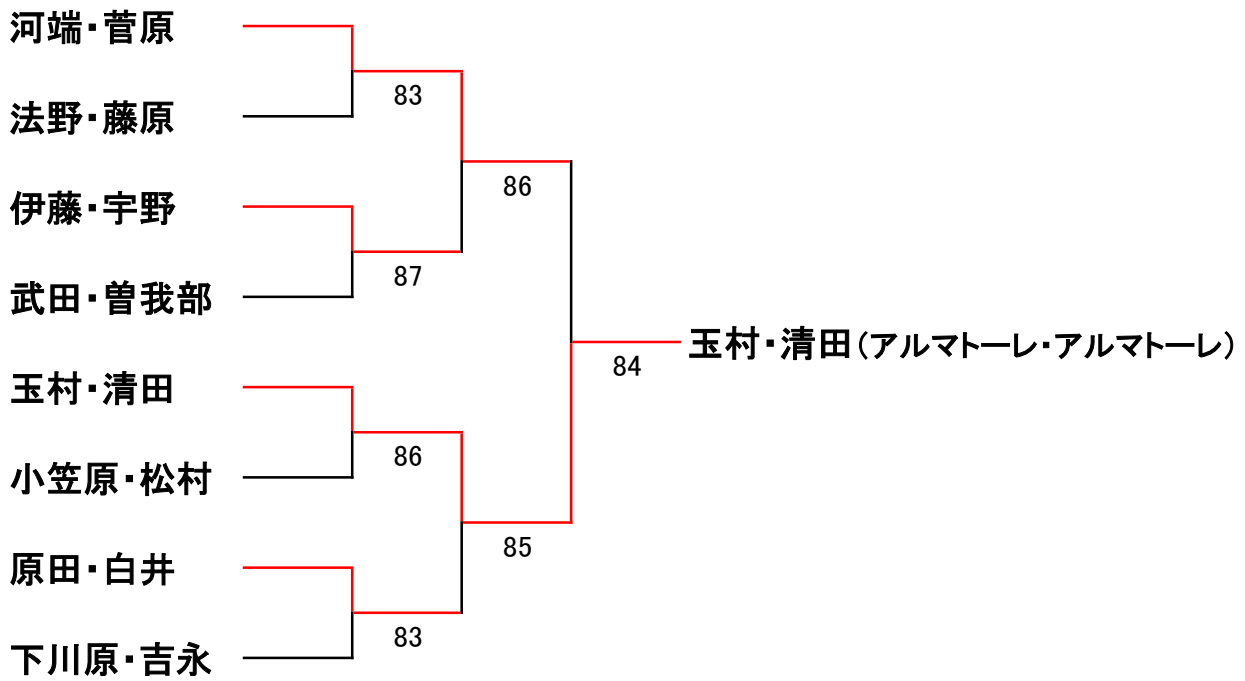 河端・菅原
83
法野・藤原
86
伊藤・宇野
87
武田・曽我部
玉村・清田（アルマトーレ・アルマトーレ）
84
玉村・清田
86
小笠原・松村
85
原田・白井
83
下川原・吉永